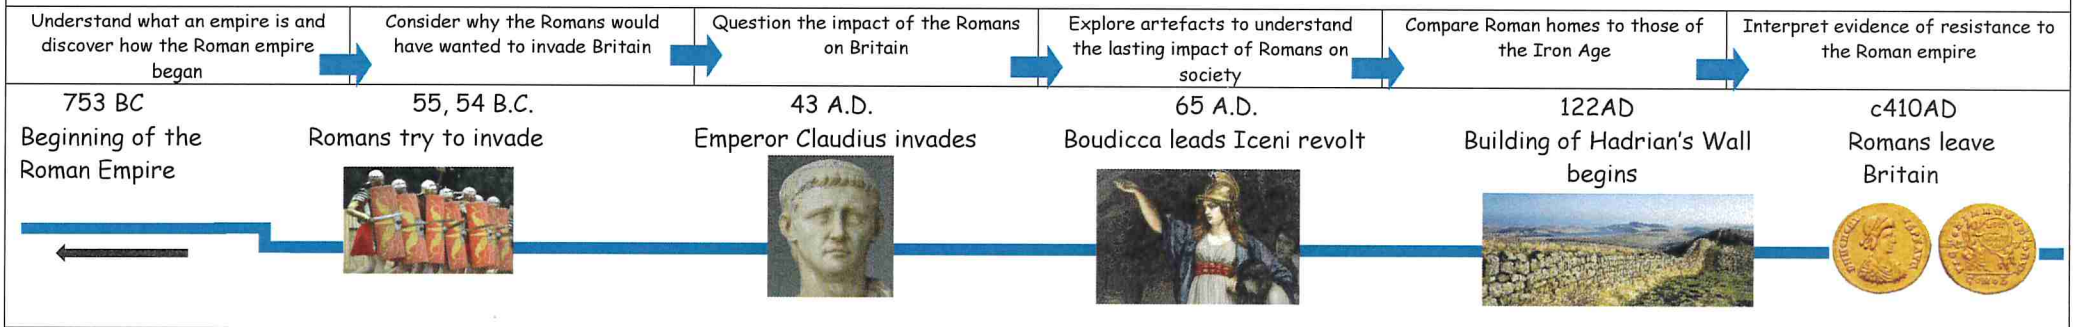 Understand what an empire is and
discover how the Roman empire
began
Consider why the Romans would
have wanted to invade Britain
Question the impact of the Romans
on Britain
Explore artefacts to understand
the lasting impact of Romans on
society
Compare Roman homes to those of
the Iron Age
Interpret evidence of resistance to
the Roman empire
753 BC
Beginning of the
Roman Empire
55, 54 B.C.
Romans try to invade
43 A.D.
Emperor Claudius invades
65 A.D.
Boudicca leads Iceni revolt
122AD
Building of Hadrian's Wall
begins
c410AD
Romans leave
Britain